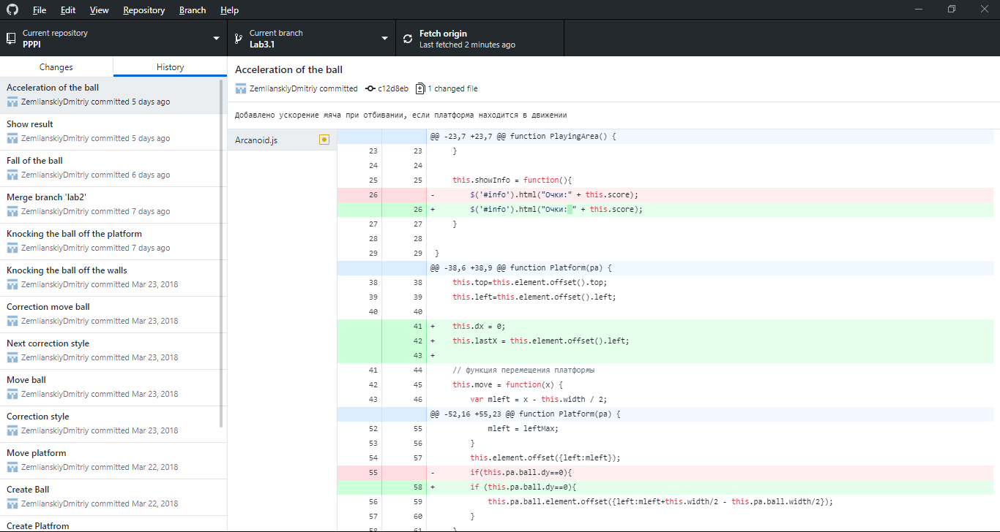 File Edit View Repository Branch Help
Current repository
PPPI
Current branch
Lab3.1
Fetch origin
Last fetched 2 minutes ago
Changes History
Acceleration of the ball
ZemlianskiyDmitriy committed 5 days ago
Show result
ZemlianskiyDmitriy committed 5 days ago
Fall of the ball
ZemlianskiyDmitriy committed 6 days ago
Merge branch 'lab2'
ZemlianskiyDmitriy committed 7 days ago
Knocking the ball off the platform
ZemlianskiyDmitriy committed 7 days ago
Knocking the ball off the walls
ZemlianskiyDmitriy committed Mar 23, 2018
Correction move ball
ZemlianskiyDmitriy committed Mar 23, 2018
Next correction style
ZemlianskiyDmitriy committed Mar 23, 2018
Move ball
ZemlianskiyDmitriy committed Mar 23, 2018
Correction style
ZemlianskiyDmitriy committed Mar 23, 2018
Move platform
ZemlianskiyDmitriy committed Mar 22, 2018
Create Ball
ZemlianskiyDmitriy committed Mar 22, 2018
Create Platfrom
Acceleration of the ball
ZemlianskiyDmitriy committed c12d8eb 1 changed file
Добавлено ускорение мяча при отбивании, если платформа находится в движении
Arcanoid.js
@@ -23,7 +23,7 @@ function PlayingArea() {
23 23 }
24 24
25 25 this.showInfo = function(){
26 - $('#info').html("Очки:" + this.score);
26 + $('#info').html("Очки: " + this.score);
27 27 }
28 28
29 29 }
@@ -38,6 +38,9 @@ function Platform(pa) {
38 38 this.top=this.element.offset().top;
39 39 this.left=this.element.offset().left;
40 40
41 + this.dx = 0;
42 + this.lastX = this.element.offset().left;
43 +
41 44 // функция перемещения платформы
42 45 this.move = function(x) {
43 46 var mleft = x - this.width / 2;
@@ -52,16 +55,23 @@ function Platform(pa) {
52 55 mleft = leftMax;
53 56 }
54 57 this.element.offset({left:mleft});
55 - if(this.pa.ball.dy==0){
58 + if (this.pa.ball.dy==0){
56 59 this.pa.ball.element.offset({left:mleft+this.width/2 - this.pa.ball.width/2});
57 60 }
58 61 }